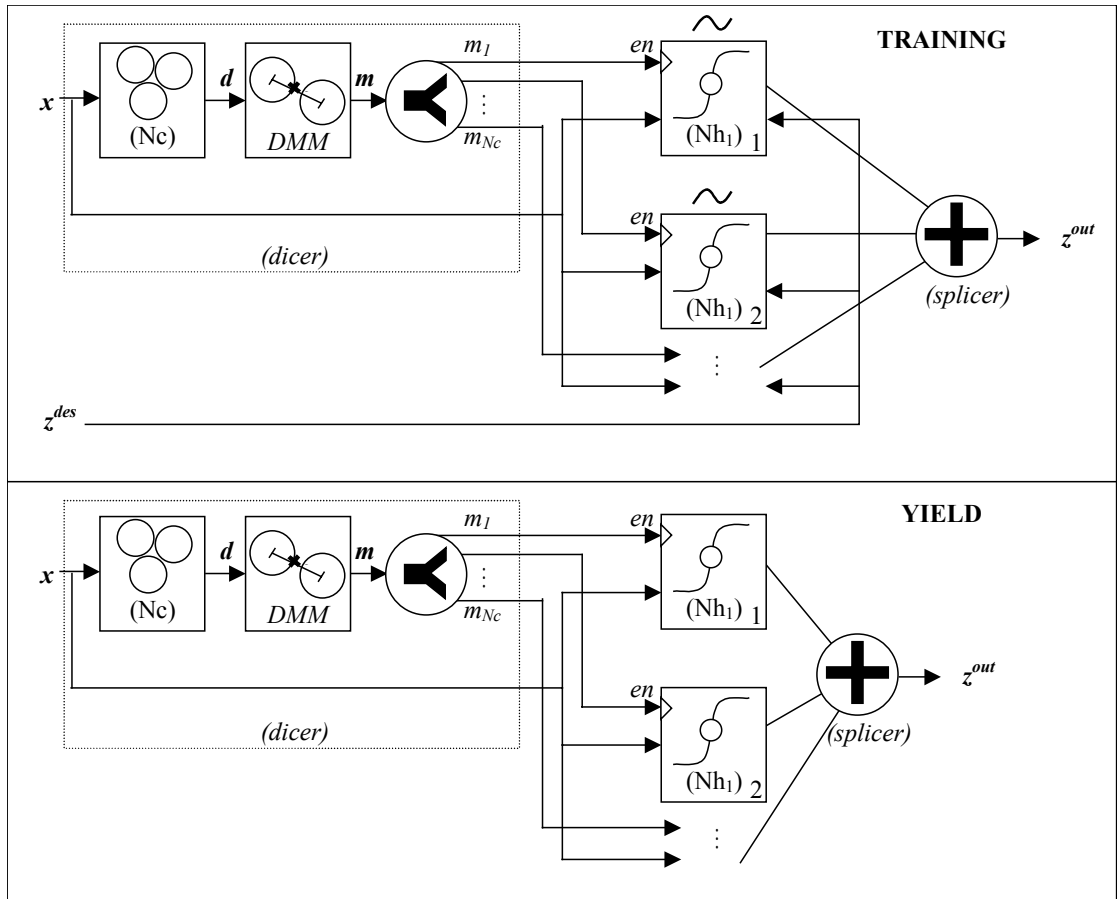 TRAINING
x
(Nc)
d
DMM
m
m1
⋮
mNc
(dicer)
en
(Nh1) 1
en
(Nh1) 2
⋮
(splicer)
z^out
z^des
YIELD
x
(Nc)
d
DMM
m
m1
⋮
mNc
(dicer)
en
(Nh1) 1
en
(Nh1) 2
⋮
(splicer)
z^out